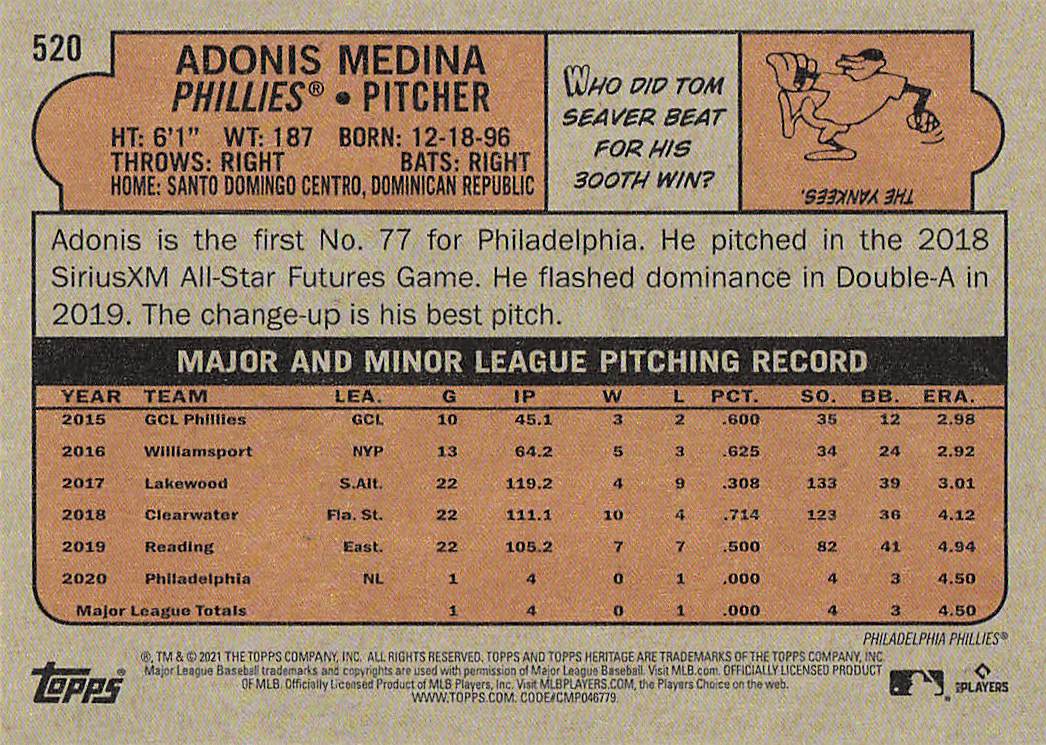 520
ADONIS MEDINA
PHILLIES® • PITCHER
HT: 6'1" WT: 187 BORN: 12-18-96
THROWS: RIGHT BATS: RIGHT
HOME: SANTO DOMINGO CENTRO, DOMINICAN REPUBLIC
WHO DID TOM
SEAVER BEAT
FOR HIS
300TH WIN?
THE YANKEES.
Adonis is the first No. 77 for Philadelphia. He pitched in the 2018
SiriusXM All-Star Futures Game. He flashed dominance in Double-A in
2019. The change-up is his best pitch.
MAJOR AND MINOR LEAGUE PITCHING RECORD
YEAR TEAM LEA. G IP W L PCT. SO. BB. ERA.
2015 GCL Phillies GCL 10 45.1 3 2 .600 35 12 2.98
2016 Williamsport NYP 13 64.2 5 3 .625 34 24 2.92
2017 Lakewood S.Alt. 22 119.2 4 9 .308 133 39 3.01
2018 Clearwater Fla. St. 22 111.1 10 4 .714 123 36 4.12
2019 Reading East. 22 105.2 7 7 .500 82 41 4.94
2020 Philadelphia NL 1 4 0 1 .000 4 3 4.50
Major League Totals 1 4 0 1 .000 4 3 4.50
PHILADELPHIA PHILLIES®
®, TM & © 2021 THE TOPPS COMPANY, INC. ALL RIGHTS RESERVED. TOPPS AND TOPPS HERITAGE ARE TRADEMARKS OF THE TOPPS COMPANY, INC.
Major League Baseball trademarks and copyrights are used with permission of Major League Baseball. Visit MLB.com. OFFICIALLY LICENSED PRODUCT
OF MLB. Officially Licensed Product of MLB Players, Inc. Visit MLBPLAYERS.COM, the Players Choice on the web.
WWW.TOPPS.COM. CODE#CMP046779.
Topps®
MLBPLAYERS